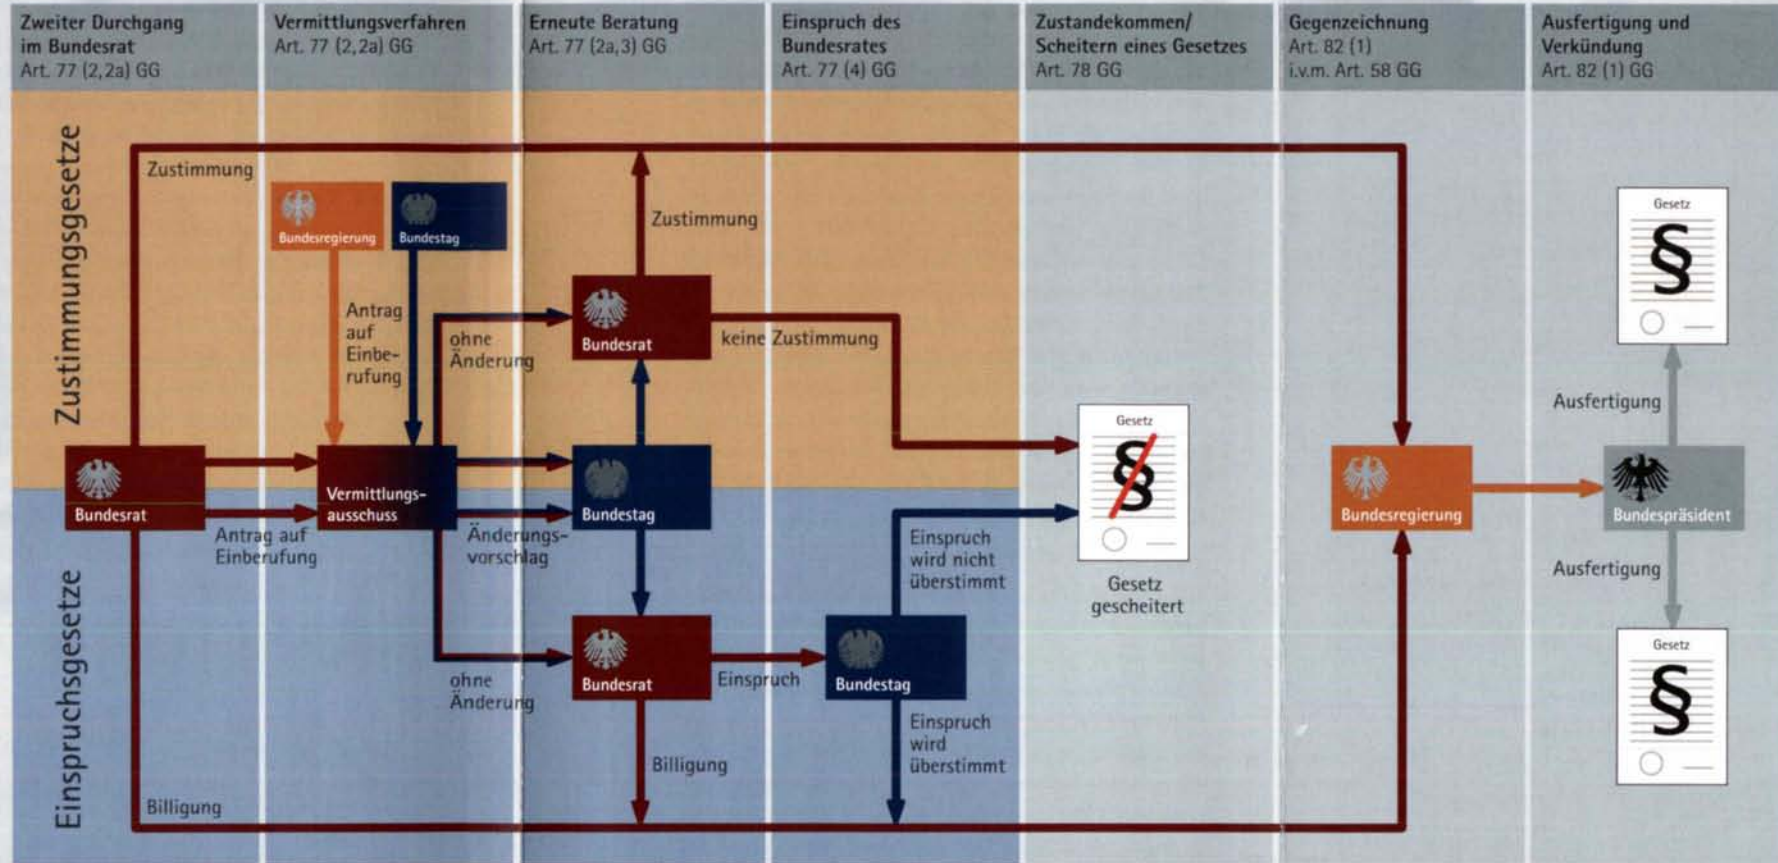 Zweiter Durchgang
im Bundesrat
Art. 77 (2,2a) GG
Vermittlungsverfahren
Art. 77 (2,2a) GG
Erneute Beratung
Art. 77 (2a,3) GG
Einspruch des
Bundesrates
Art. 77 (4) GG
Zustandekommen/
Scheitern eines Gesetzes
Art. 78 GG
Gegenzeichnung
Art. 82 (1)
i.v.m. Art. 58 GG
Ausfertigung und
Verkündung
Art. 82 (1) GG
Zustimmungsgesetze
Zustimmung
Bundesregierung
Bundestag
Antrag
auf
Einbe-
rufung
ohne
Änderung
Zustimmung
Bundesrat
keine Zustimmung
Bundesrat
Antrag auf
Einberufung
Vermittlungs-
ausschuss
Änderungs-
vorschlag
Bundestag
Gesetz
§
Gesetz
gescheitert
Bundesregierung
Bundespräsident
Gesetz
§
Ausfertigung
Ausfertigung
Gesetz
§
Einspruchsgesetze
ohne
Änderung
Bundesrat
Einspruch
Bundestag
Einspruch
wird nicht
überstimmt
Einspruch
wird
überstimmt
Billigung
Billigung